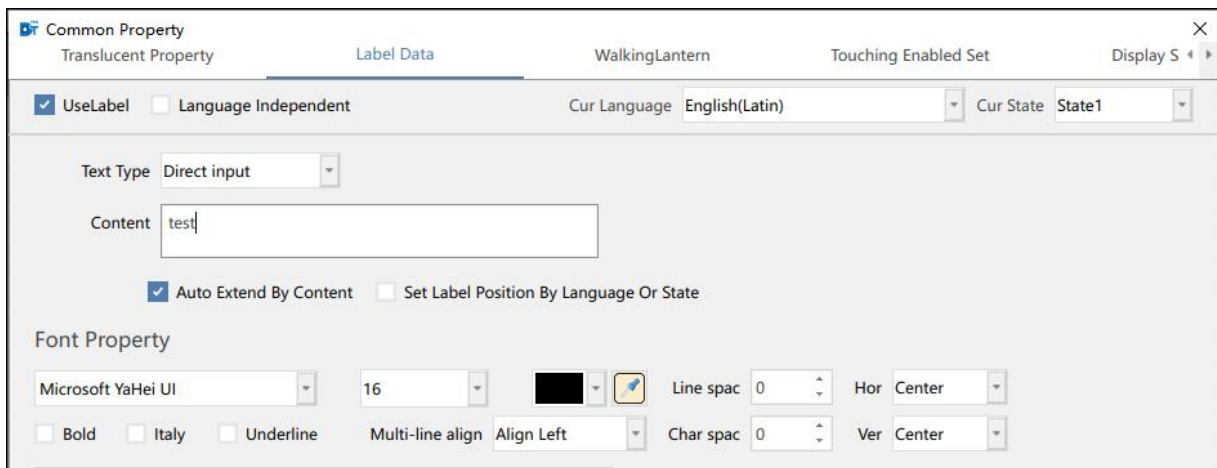 Common Property
Translucent Property Label Data WalkingLantern Touching Enabled Set Display S
UseLabel Language Independent Cur Language English(Latin) Cur State State1
Text Type Direct input
Content test
Auto Extend By Content Set Label Position By Language Or State
Font Property
Microsoft YaHei UI 16 Line spac 0 Hor Center
Bold Italy Underline Multi-line align Align Left Char spac 0 Ver Center